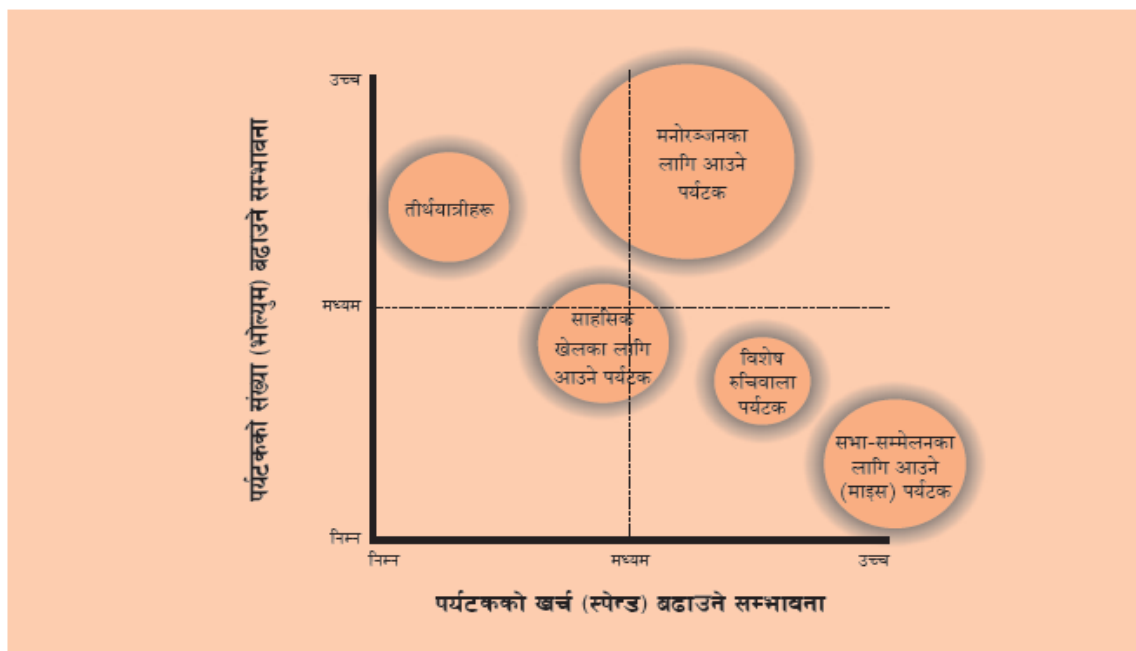 पर्यटकको संख्या (भोल्युम) बढाउने सम्भावना
उच्च
मध्यम
निम्न
मनोरञ्जनका
लागि आउने
पर्यटक
तीर्थयात्रीहरू
साहसिक
खेलका लागि
आउने पर्यटक
विशेष
रुचिवाला
पर्यटक
सभा-सम्मेलनका
लागि आउने
(माइस) पर्यटक
निम्न
मध्यम
उच्च
पर्यटकको खर्च (स्पेन्ड) बढाउने सम्भावना